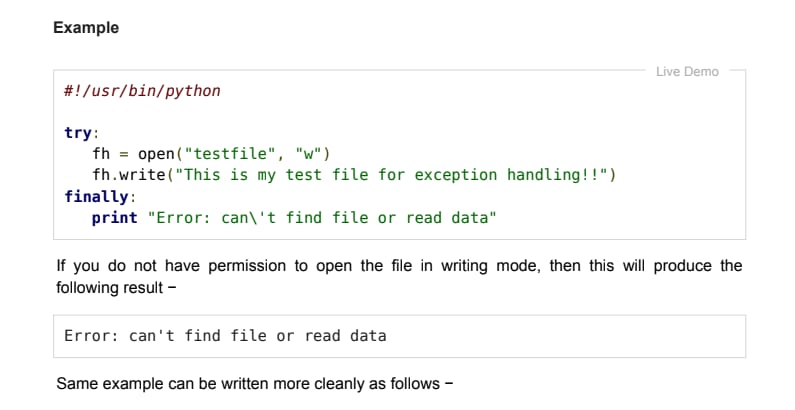 Example
Live Demo
#!/usr/bin/python
try:
   fh = open("testfile", "w")
   fh.write("This is my test file for exception handling!!")
finally:
   print "Error: can\'t find file or read data"
If you do not have permission to open the file in writing mode, then this will produce the
following result −
Error: can't find file or read data
Same example can be written more cleanly as follows −